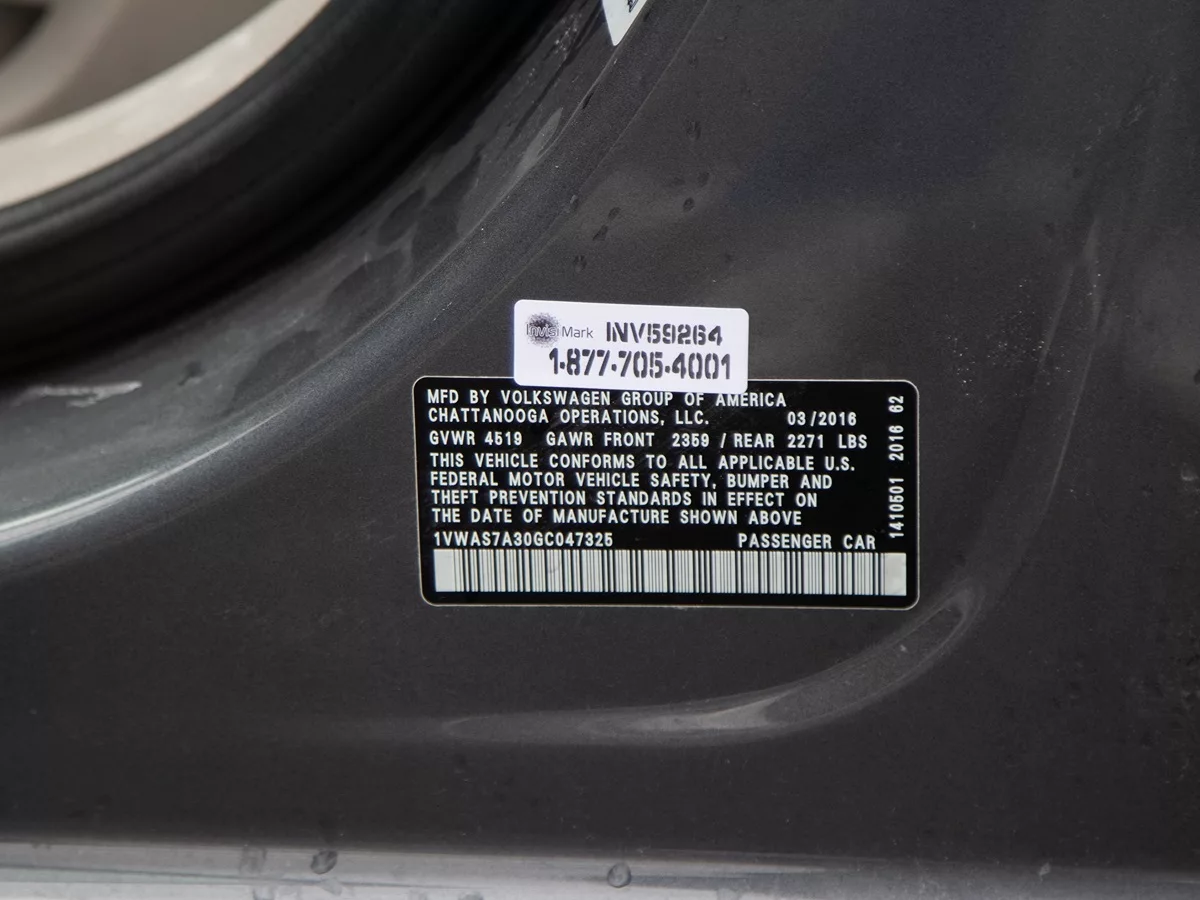 Invisi Mark INV59264
1-877-705-4001
MFD BY VOLKSWAGEN GROUP OF AMERICA
CHATTANOOGA OPERATIONS, LLC. 03/2016
GVWR 4519 GAWR FRONT 2359 / REAR 2271 LBS
THIS VEHICLE CONFORMS TO ALL APPLICABLE U.S.
FEDERAL MOTOR VEHICLE SAFETY, BUMPER AND
THEFT PREVENTION STANDARDS IN EFFECT ON
THE DATE OF MANUFACTURE SHOWN ABOVE
1VWAS7A30GC047325 PASSENGER CAR
1410501 2016 62